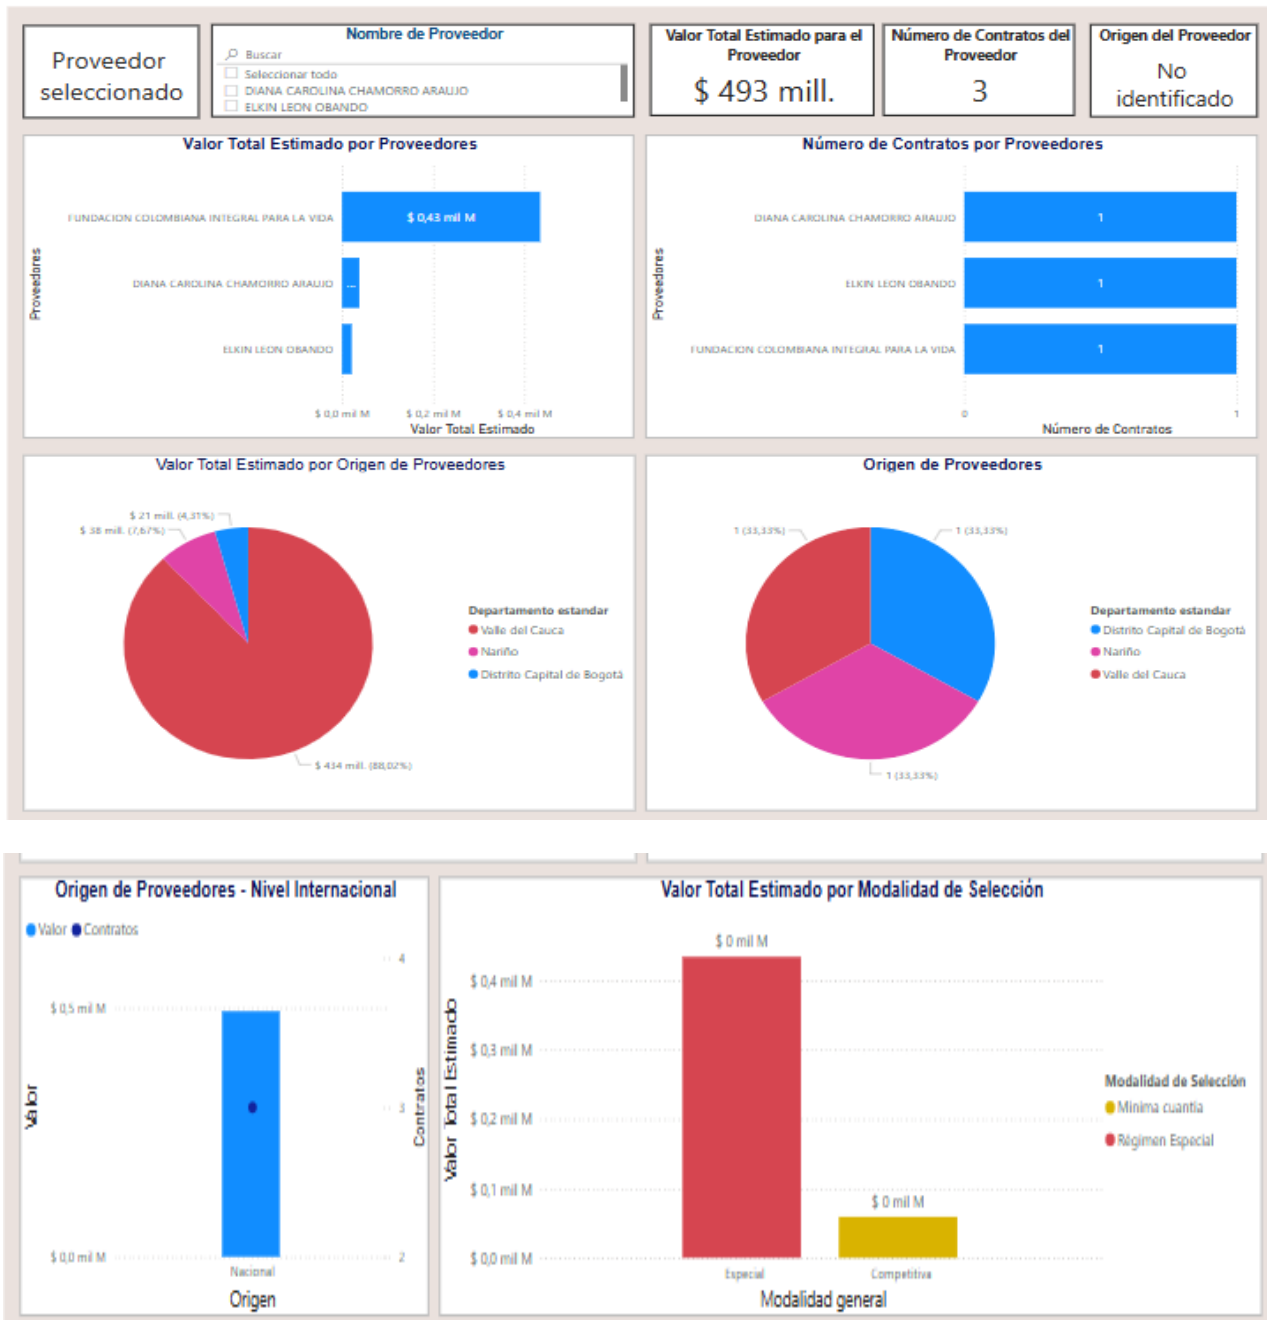 Proveedor
seleccionado
Nombre de Proveedor
Buscar
Seleccionar todo
DIANA CAROLINA CHAMORRO ARAUJO
ELKIN LEON OBANDO
Valor Total Estimado para el
Proveedor
$ 493 mill.
Número de Contratos del
Proveedor
3
Origen del Proveedor
No
identificado
Valor Total Estimado por Proveedores
Proveedores
FUNDACION COLOMBIANA INTEGRAL PARA LA VIDA
$ 0,43 mil M
DIANA CAROLINA CHAMORRO ARAUJO
...
ELKIN LEON OBANDO
$ 0,0 mil M
$ 0,2 mil M
$ 0,4 mil M
Valor Total Estimado
Número de Contratos por Proveedores
Proveedores
DIANA CAROLINA CHAMORRO ARAUJO
1
ELKIN LEON OBANDO
1
FUNDACION COLOMBIANA INTEGRAL PARA LA VIDA
1
0
1
Número de Contratos
Valor Total Estimado por Origen de Proveedores
$ 21 mill. (4,31%)
$ 38 mill. (7,67%)
$ 434 mill. (88,02%)
Departamento estandar
Valle del Cauca
Nariño
Distrito Capital de Bogotá
Origen de Proveedores
1 (33,33%)
1 (33,33%)
1 (33,33%)
Departamento estandar
Distrito Capital de Bogotá
Nariño
Valle del Cauca
Origen de Proveedores - Nivel Internacional
Valor
Contratos
4
$ 0,5 mil M
Valor
3
Contratos
$ 0,0 mil M
2
Nacional
Origen
Valor Total Estimado por Modalidad de Selección
$ 0 mil M
$ 0,4 mil M
$ 0,3 mil M
$ 0,2 mil M
$ 0,1 mil M
$ 0,0 mil M
Valor Total Estimado
$ 0 mil M
Especial
Competitiva
Modalidad general
Modalidad de Selección
Mínima cuantía
Régimen Especial